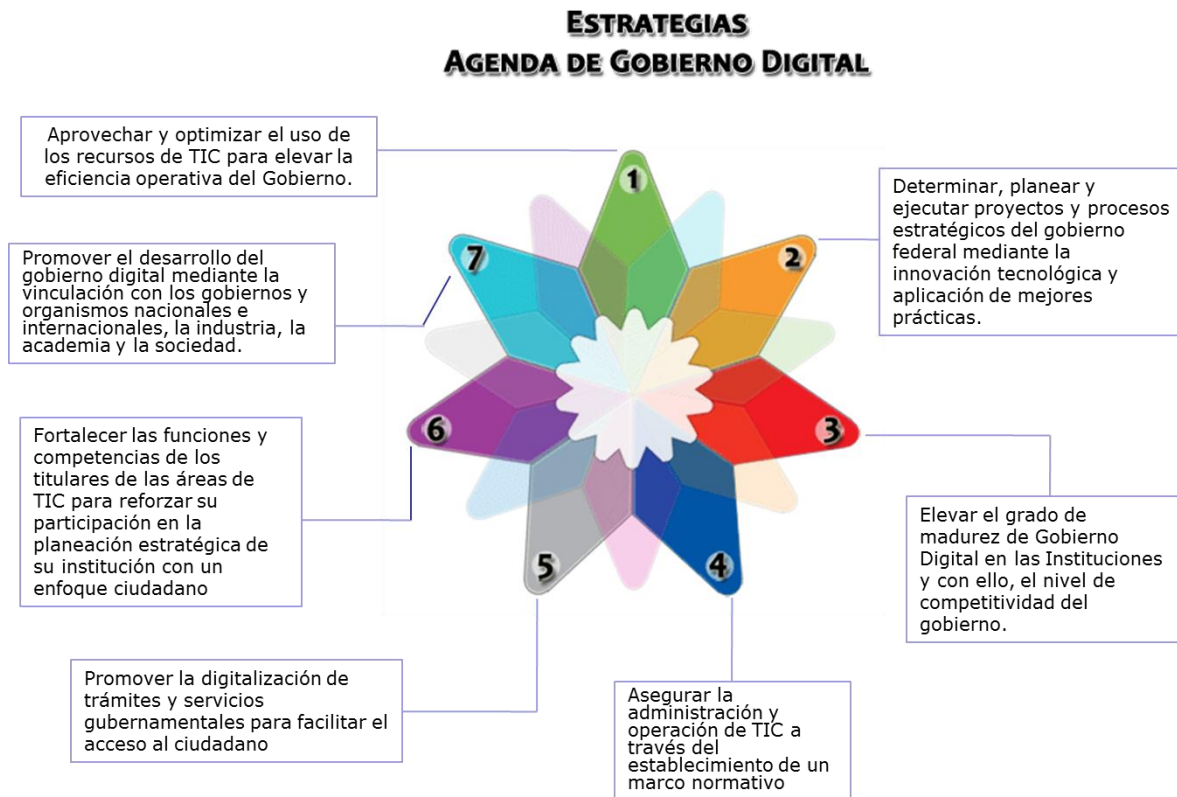 ESTRATEGIAS
AGENDA DE GOBIERNO DIGITAL
Aprovechar y optimizar el uso de
los recursos de TIC para elevar la
eficiencia operativa del Gobierno.
1
Determinar, planear y
ejecutar proyectos y procesos
estratégicos del gobierno
federal mediante la
innovación tecnológica y
aplicación de mejores
prácticas.
2
Elevar el grado de
madurez de Gobierno
Digital en las Instituciones
y con ello, el nivel de
competitividad del
gobierno.
3
Asegurar la
administración y
operación de TIC a
través del
establecimiento de un
marco normativo
4
Promover la digitalización de
trámites y servicios
gubernamentales para facilitar el
acceso al ciudadano
5
Fortalecer las funciones y
competencias de los
titulares de las áreas de
TIC para reforzar su
participación en la
planeación estratégica de
su institución con un
enfoque ciudadano
6
Promover el desarrollo del
gobierno digital mediante la
vinculación con los gobiernos y
organismos nacionales e
internacionales, la industria, la
academia y la sociedad.
7